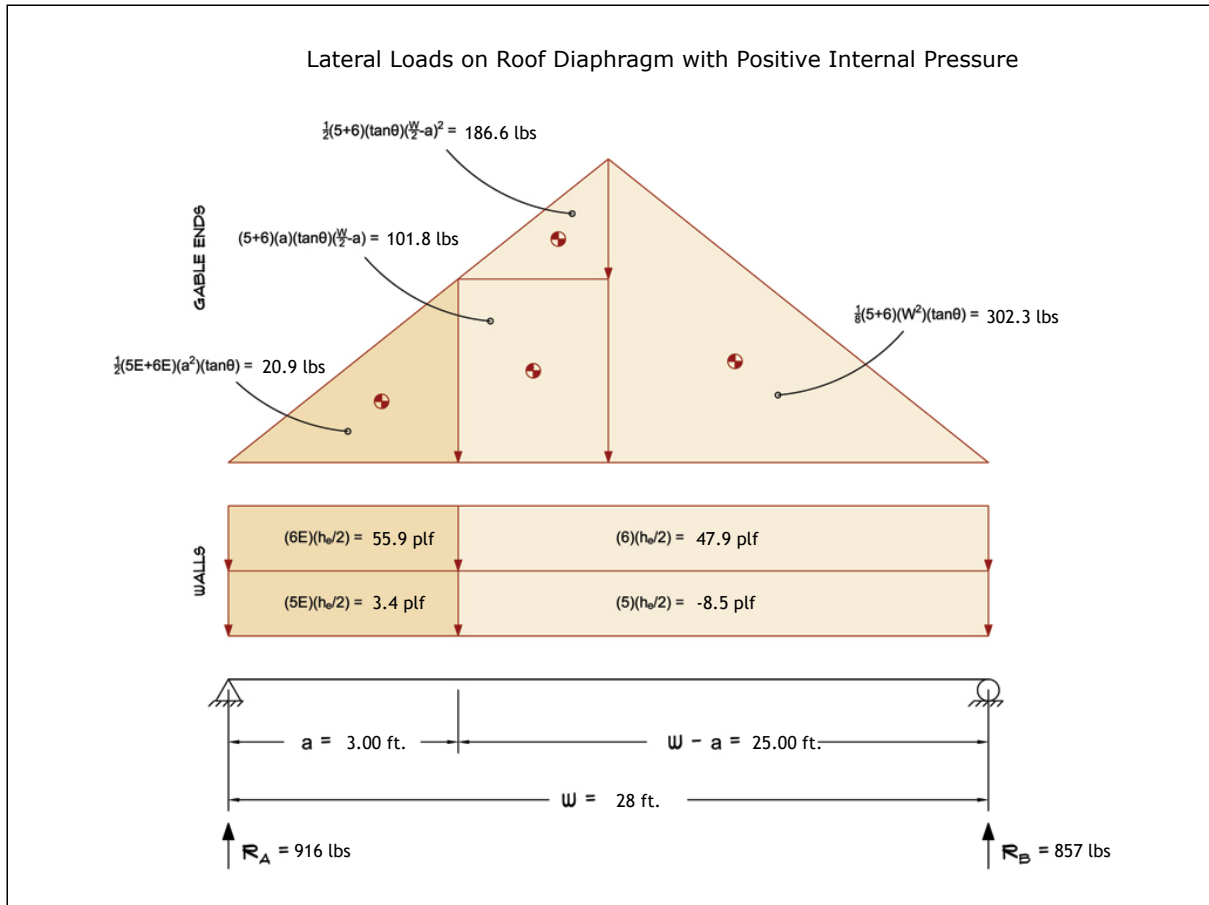 Lateral Loads on Roof Diaphragm with Positive Internal Pressure
½(5+6)(tanθ)(W/2-a)² = 186.6 lbs
GABLE ENDS
(5+6)(a)(tanθ)(W/2-a) = 101.8 lbs
⅛(5+6)(W²)(tanθ) = 302.3 lbs
½(5E+6E)(a²)(tanθ) = 20.9 lbs
WALLS
(6E)(hₑ/2) = 55.9 plf
(6)(hₑ/2) = 47.9 plf
(5E)(hₑ/2) = 3.4 plf
(5)(hₑ/2) = -8.5 plf
a = 3.00 ft.
W - a = 25.00 ft.
W = 28 ft.
R_A = 916 lbs
R_B = 857 lbs